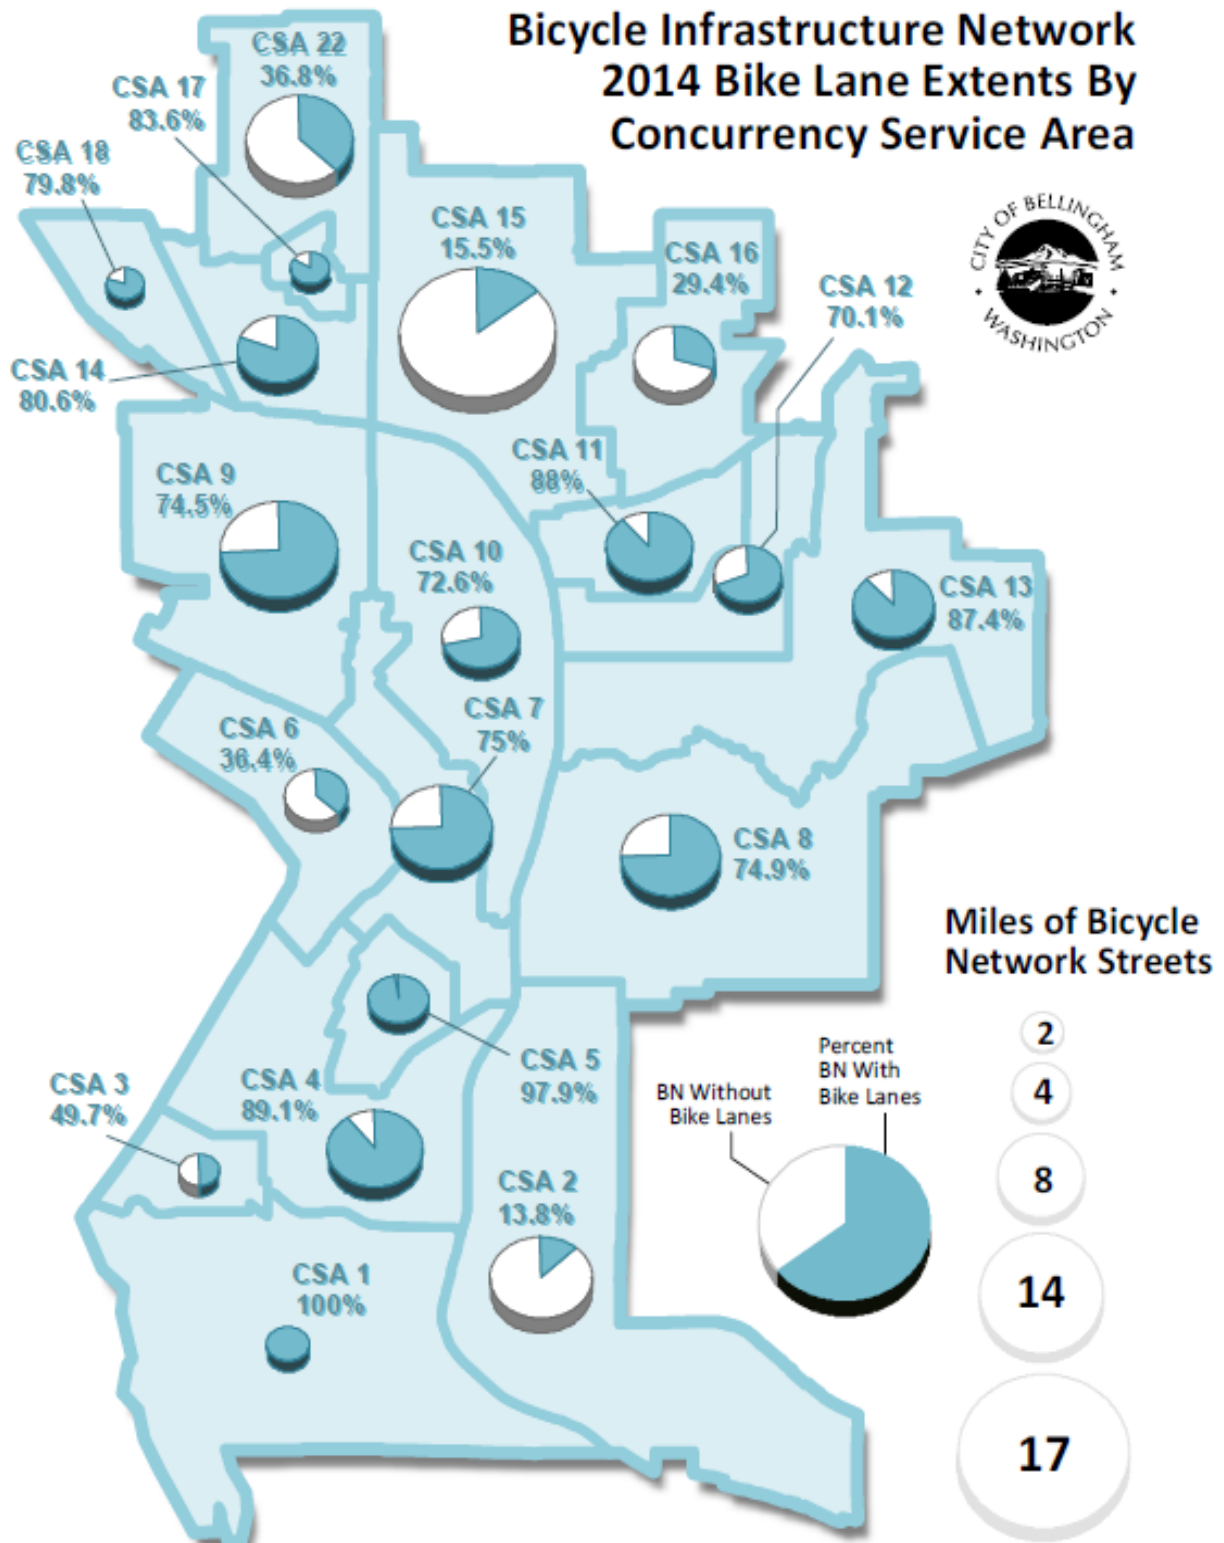 Bicycle Infrastructure Network
2014 Bike Lane Extents By
Concurrency Service Area
CITY OF BELLINGHAM
WASHINGTON
CSA 22
36.8%
CSA 17
83.6%
CSA 18
79.8%
CSA 15
15.5%
CSA 16
29.4%
CSA 12
70.1%
CSA 14
80.6%
CSA 11
88%
CSA 9
74.5%
CSA 10
72.6%
CSA 13
87.4%
CSA 7
75%
CSA 6
36.4%
CSA 8
74.9%
CSA 5
97.9%
CSA 3
49.7%
CSA 4
89.1%
CSA 2
13.8%
CSA 1
100%
Miles of Bicycle
Network Streets
2
4
8
14
17
Percent
BN With
Bike Lanes
BN Without
Bike Lanes